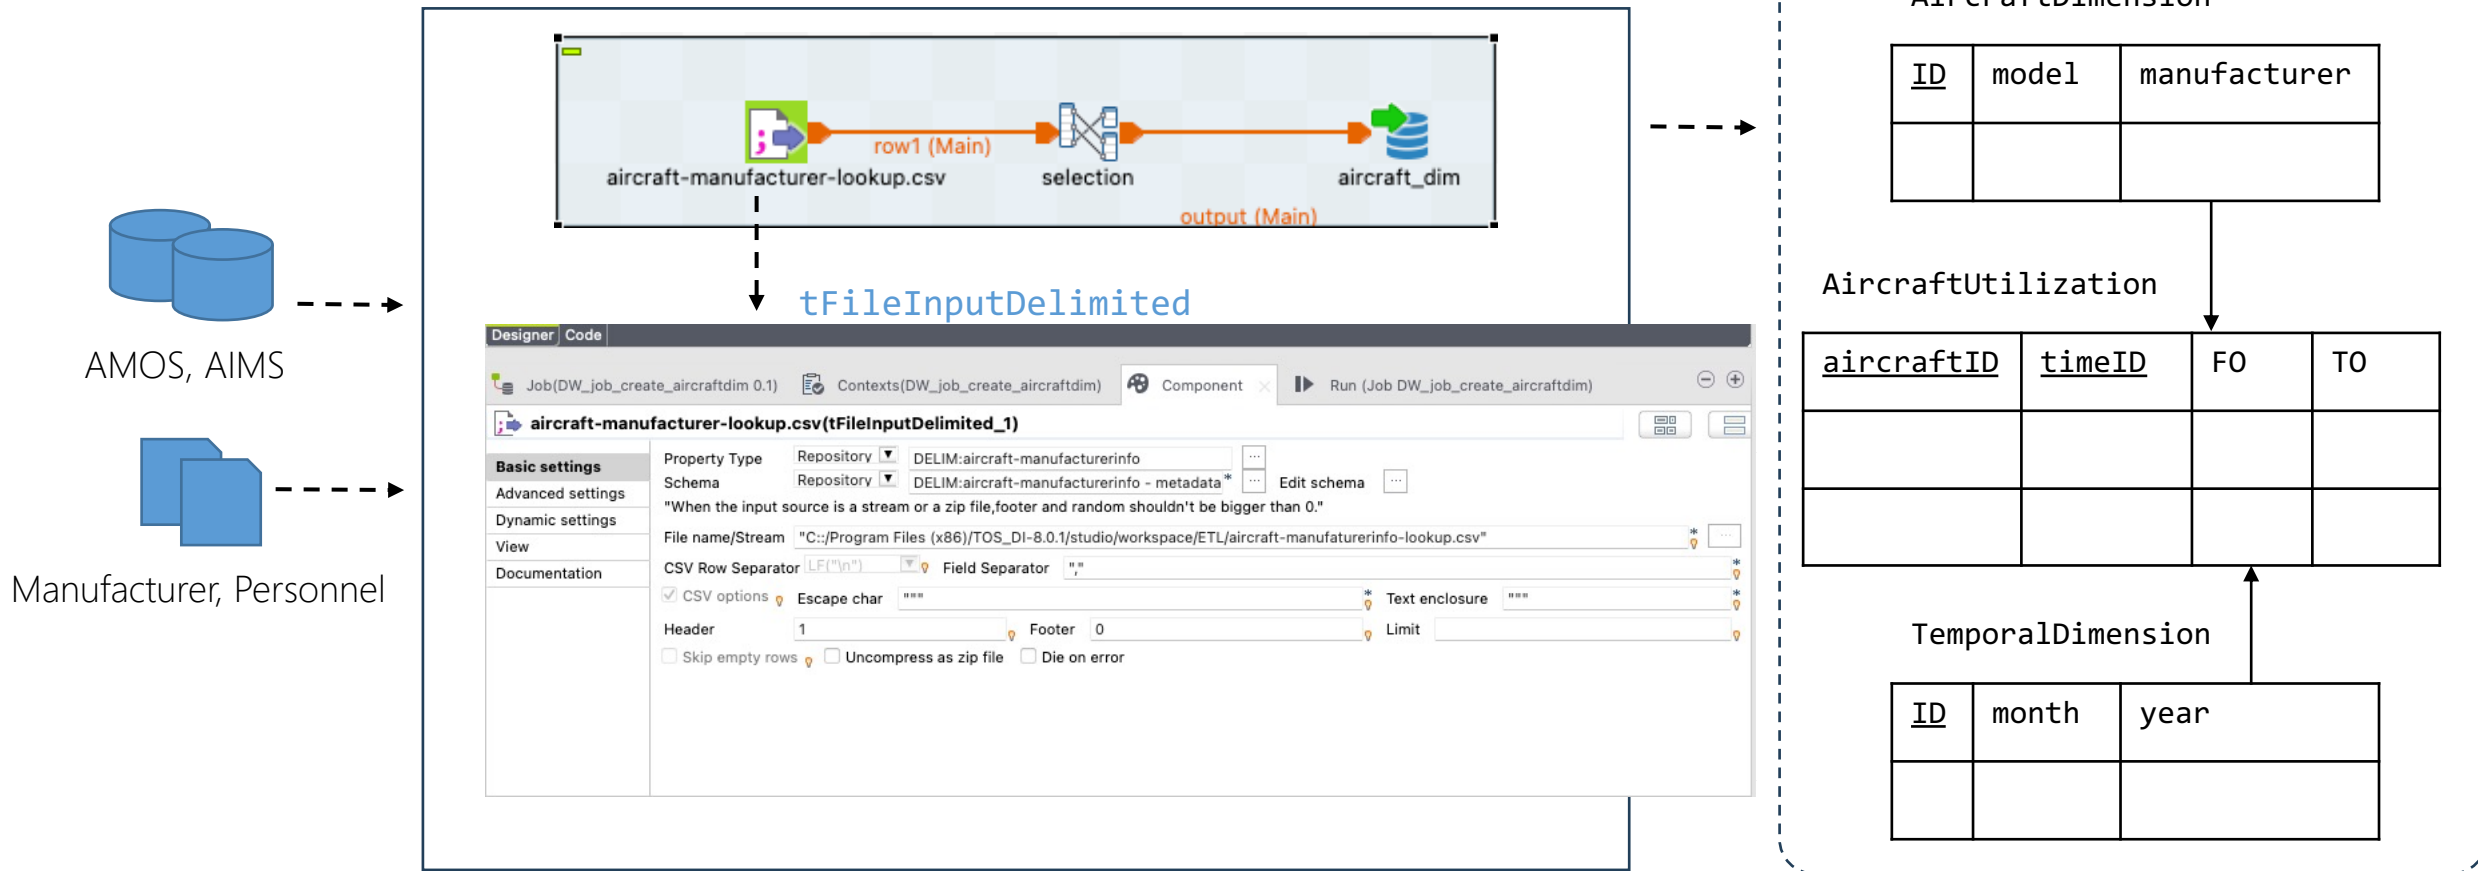 AircraftDimension
ID model manufacturer
row1 (Main)
aircraft-manufacturer-lookup.csv selection aircraft_dim
output (Main)
tFileInputDelimited
AMOS, AIMS
Manufacturer, Personnel
Designer Code
Job(DW_job_create_aircraftdim 0.1) Contexts(DW_job_create_aircraftdim) Component Run (Job DW_job_create_aircraftdim)
aircraft-manufacturer-lookup.csv(tFileInputDelimited_1)
Basic settings
Advanced settings
Dynamic settings
View
Documentation
Property Type Repository DELIM:aircraft-manufacturerinfo ...
Schema Repository DELIM:aircraft-manufacturerinfo - metadata* ... Edit schema ...
"When the input source is a stream or a zip file,footer and random shouldn't be bigger than 0."
File name/Stream "C::/Program Files (x86)/TOS_DI-8.0.1/studio/workspace/ETL/aircraft-manufaturerinfo-lookup.csv" * ...
CSV Row Separator LF("\n") Field Separator "," *
CSV options Escape char """ * Text enclosure """ *
Header 1 Footer 0 Limit
Skip empty rows Uncompress as zip file Die on error
AircraftUtilization
aircraftID timeID FO TO
TemporalDimension
ID month year